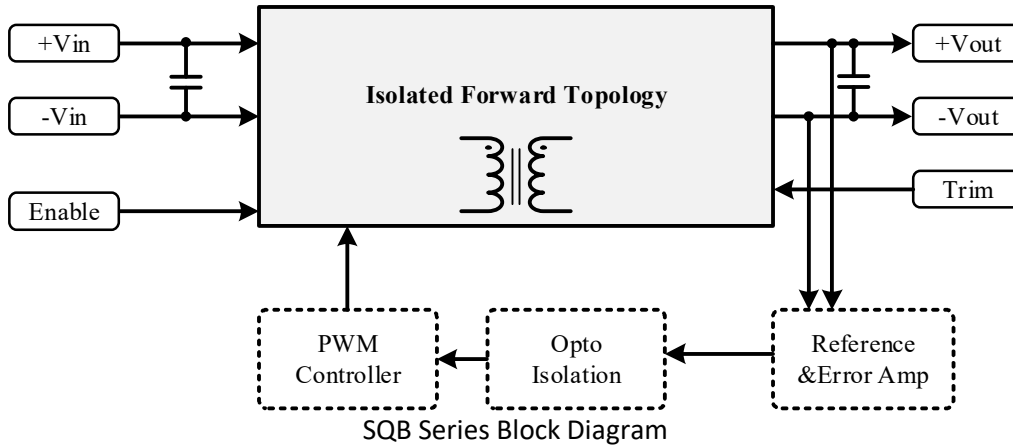 +Vin
+Vout
Isolated Forward Topology
-Vin
-Vout
Enable
Trim
PWM
Controller
Opto
Isolation
Reference
&Error Amp
SQB Series Block Diagram